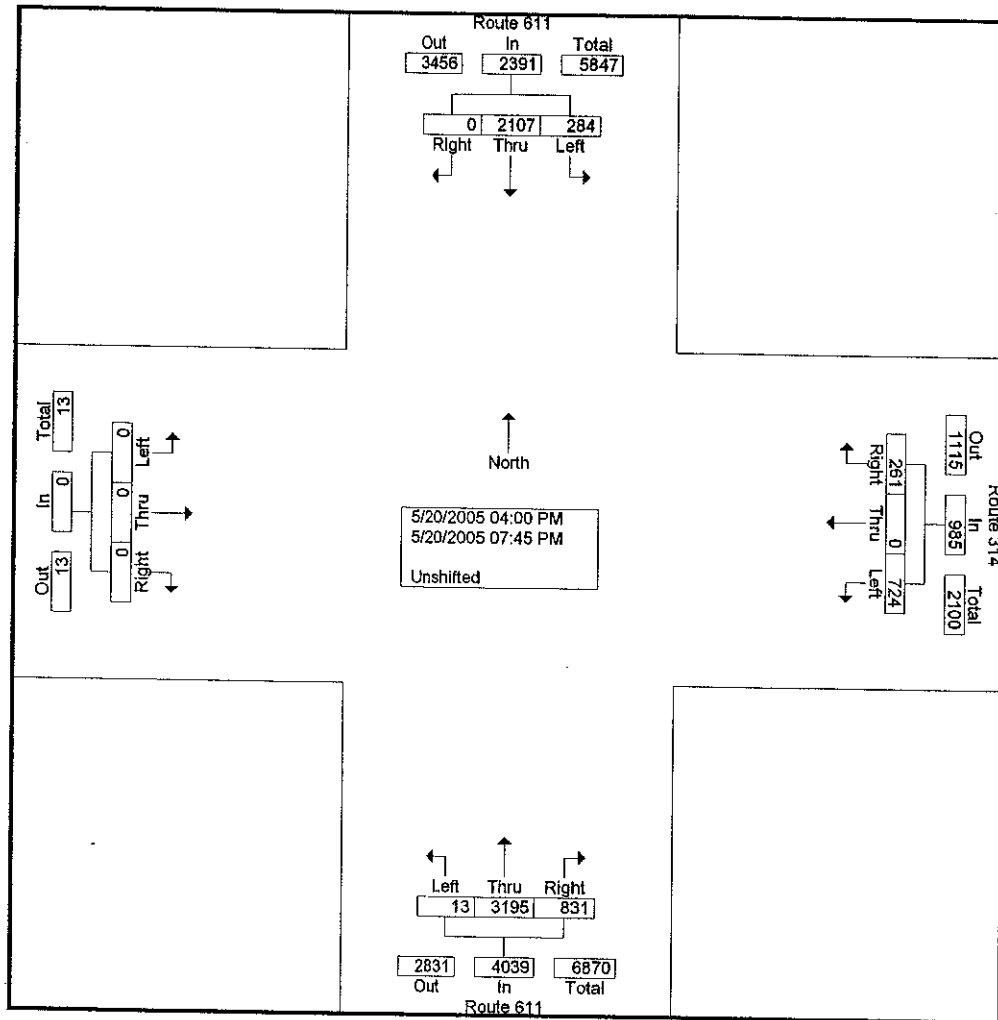 Route 611
Out In Total
3456 2391 5847
0 2107 284
Right Thru Left
Total 13
In 0
Out 13
0 Left
0 Thru
0 Right
North
5/20/2005 04:00 PM
5/20/2005 07:45 PM
Unshifted
Right 261
Thru 0
Left 724
Out 1115
In 985
Total 2100
Route 314
Left Thru Right
13 3195 831
2831 4039 6870
Out In Total
Route 611